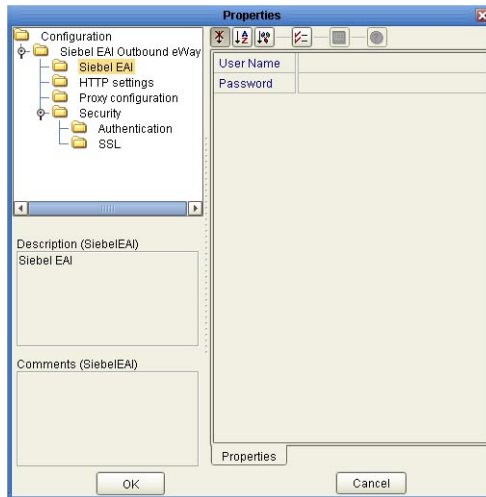 Properties
Configuration
Siebel EAI Outbound eWay
Siebel EAI
HTTP settings
Proxy configuration
Security
Authentication
SSL
Description (SiebelEAI)
Siebel EAI
Comments (SiebelEAI)
User Name
Password
Properties
OK
Cancel